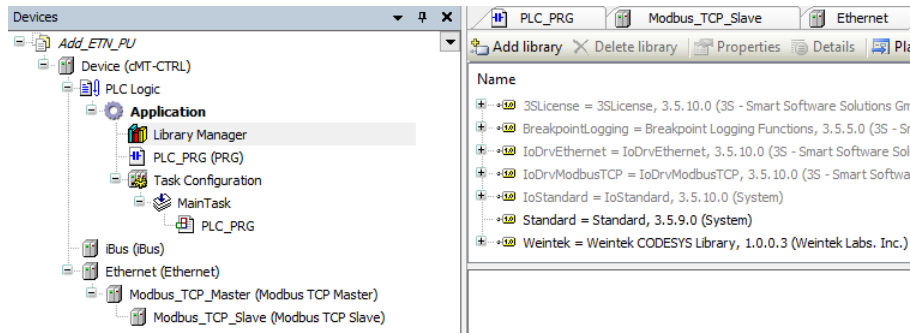 Devices
Add_ETN_PU
Device (cMT-CTRL)
PLC Logic
Application
Library Manager
PLC_PRG (PRG)
Task Configuration
MainTask
PLC_PRG
iBus (iBus)
Ethernet (Ethernet)
Modbus_TCP_Master (Modbus TCP Master)
Modbus_TCP_Slave (Modbus TCP Slave)
PLC_PRG Modbus_TCP_Slave Ethernet
Add library Delete library Properties Details Pla
Name
3SLicense = 3SLicense, 3.5.10.0 (3S - Smart Software Solutions Gm
BreakpointLogging = Breakpoint Logging Functions, 3.5.5.0 (3S - Sm
IoDrvEthernet = IoDrvEthernet, 3.5.10.0 (3S - Smart Software Sol
IoDrvModbusTCP = IoDrvModbusTCP, 3.5.10.0 (3S - Smart Softwa
IoStandard = IoStandard, 3.5.10.0 (System)
Standard = Standard, 3.5.9.0 (System)
Weintek = Weintek CODESYS Library, 1.0.0.3 (Weintek Labs. Inc.)